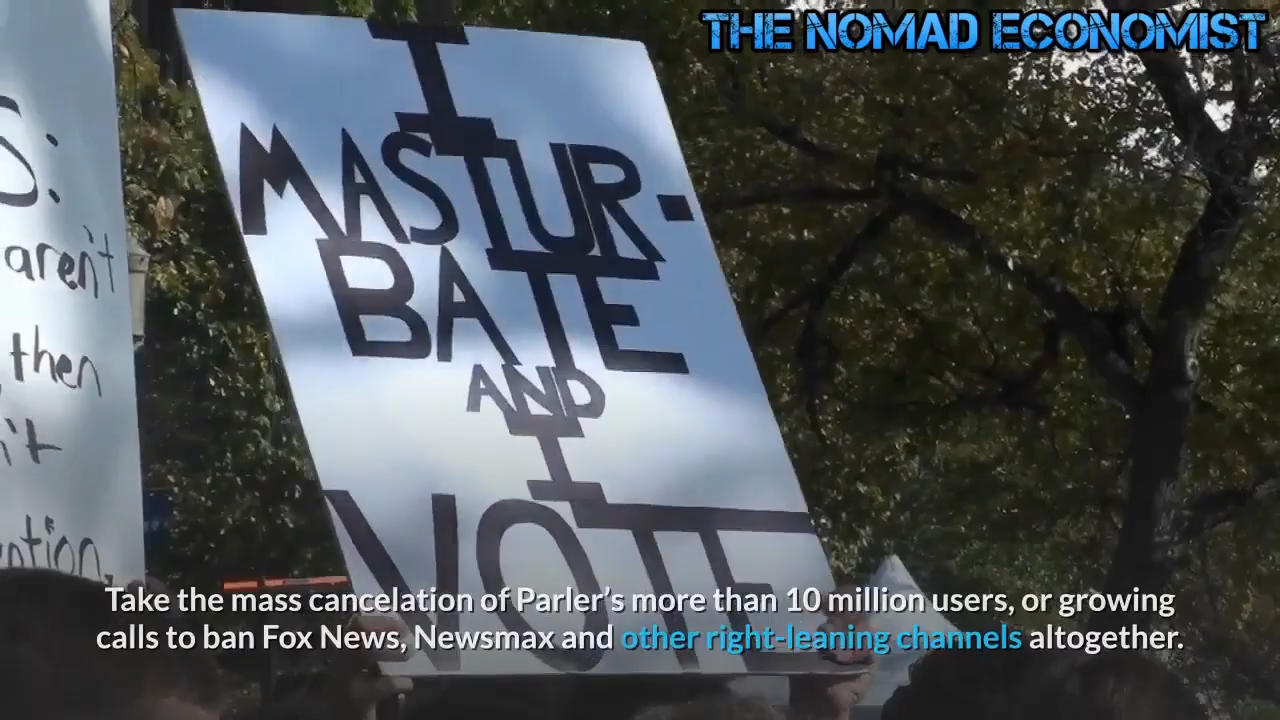 THE NOMAD ECONOMIST
S:
aren't
then
it
ntion,
I
MASTUR-
BATE
AND
I
VOTE
Take the mass cancelation of Parler's more than 10 million users, or growing
calls to ban Fox News, Newsmax and other right-leaning channels altogether.